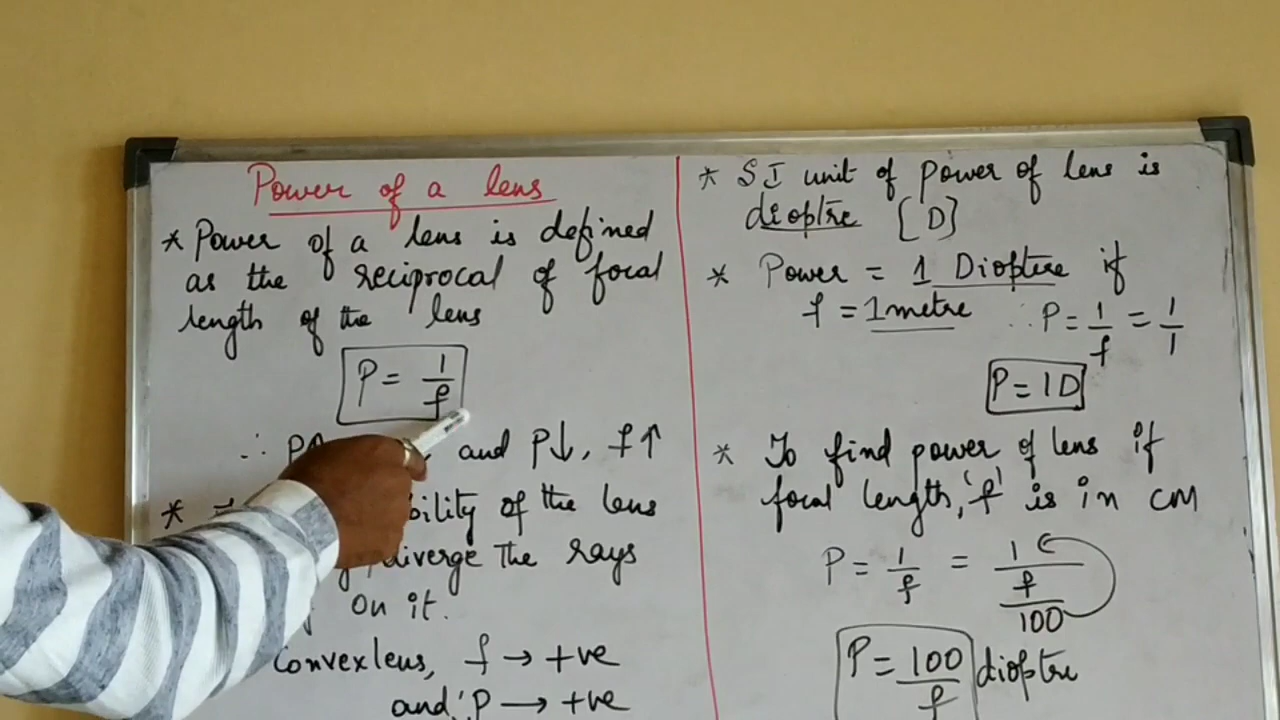 Power of a lens
* Power of a lens is defined
as the reciprocal of focal
length of the lens
P = 1/f
∴ P↑ and P↓, f↑
* bility of the lens
diverge the rays
on it.
Convex lens, f → +ve
and P → +ve
* SI unit of power of lens is
dioptre [D]
* Power = 1 Dioptre if
f = 1 metre ∴ P = 1/f = 1/1
P = 1D
* To find power of lens if
focal length, 'f' is in cm
P = 1/f = 1/(f/100)
P = 100/f dioptre